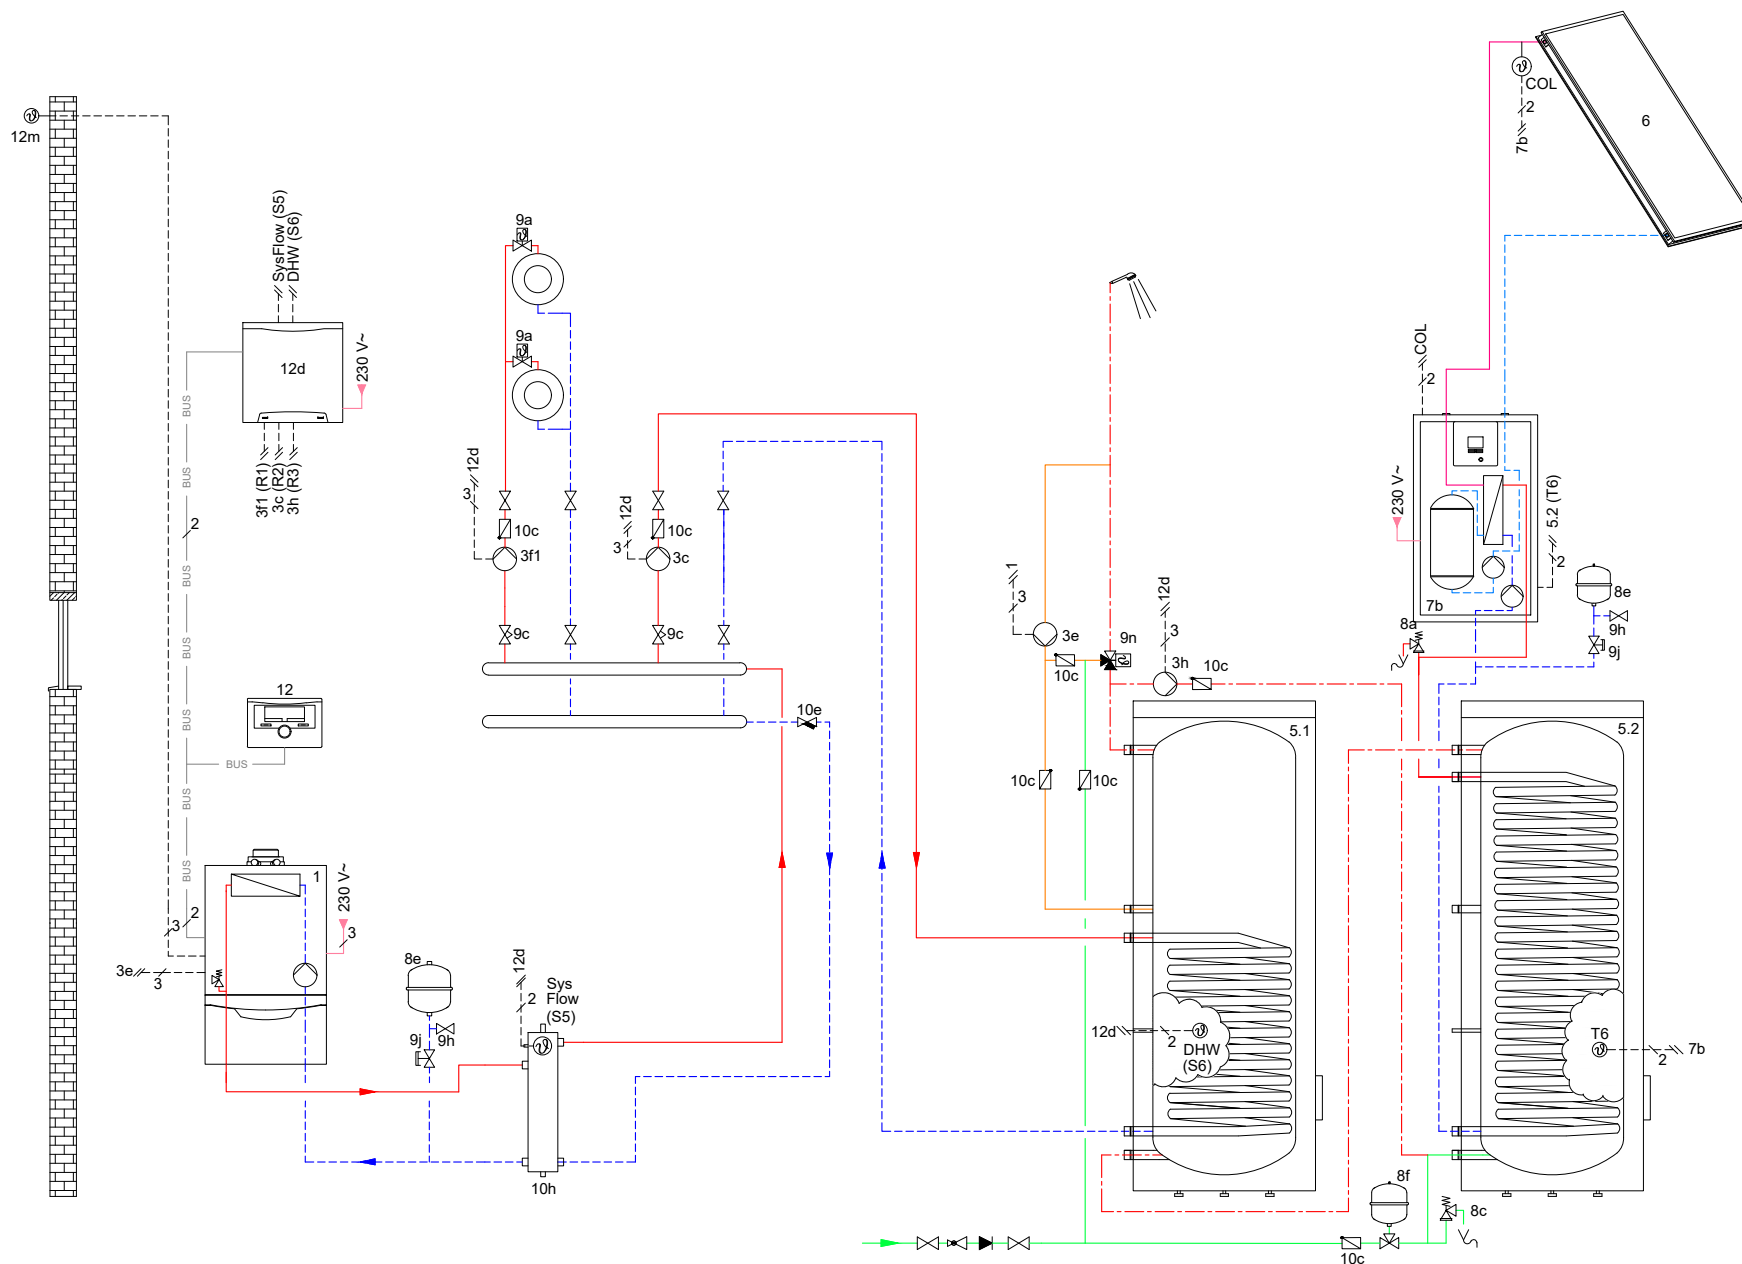 COL
2
7b
6
12m
SysFlow (S5)
DHW (S6)
12d
230 V~
3f1 (R1)
3c (R2)
3h (R3)
BUS
BUS
2
BUS
BUS
BUS
BUS
BUS
12
9a
9a
12d
3
10c
3f1
9c
12d
3
10c
3c
9c
10e
1
3
3e
10c
9n
12d
3
3h
10c
10c
10c
COL
2
230 V~
7b
5.2 (T6)
2
8a
8e
9h
9j
5.1
5.2
1
230 V~
3
3
2
3e
3
8e
9j
9h
12d
2
Sys
Flow
(S5)
10h
12d
2
DHW
(S6)
T6
2
7b
8f
8c
10c